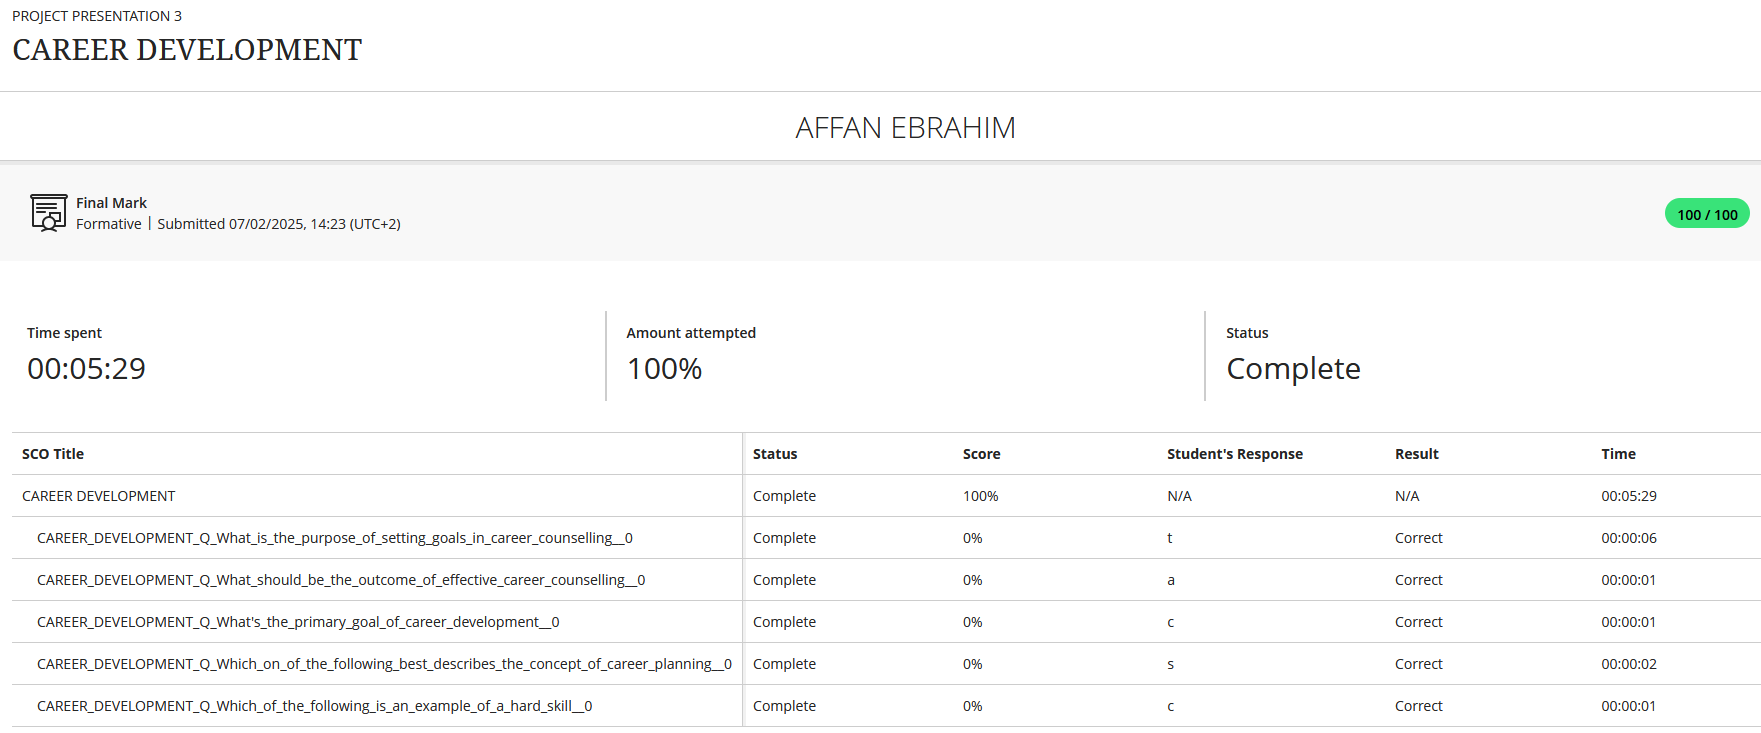 PROJECT PRESENTATION 3
CAREER DEVELOPMENT
AFFAN EBRAHIM
Final Mark
Formative | Submitted 07/02/2025, 14:23 (UTC+2)
100 / 100
Time spent
00:05:29
Amount attempted
100%
Status
Complete
SCO Title Status Score Student's Response Result Time
CAREER DEVELOPMENT Complete 100% N/A N/A 00:05:29
CAREER_DEVELOPMENT_Q_What_is_the_purpose_of_setting_goals_in_career_counselling__0 Complete 0% t Correct 00:00:06
CAREER_DEVELOPMENT_Q_What_should_be_the_outcome_of_effective_career_counselling__0 Complete 0% a Correct 00:00:01
CAREER_DEVELOPMENT_Q_What's_the_primary_goal_of_career_development__0 Complete 0% c Correct 00:00:01
CAREER_DEVELOPMENT_Q_Which_on_of_the_following_best_describes_the_concept_of_career_planning__0 Complete 0% s Correct 00:00:02
CAREER_DEVELOPMENT_Q_Which_of_the_following_is_an_example_of_a_hard_skill__0 Complete 0% c Correct 00:00:01